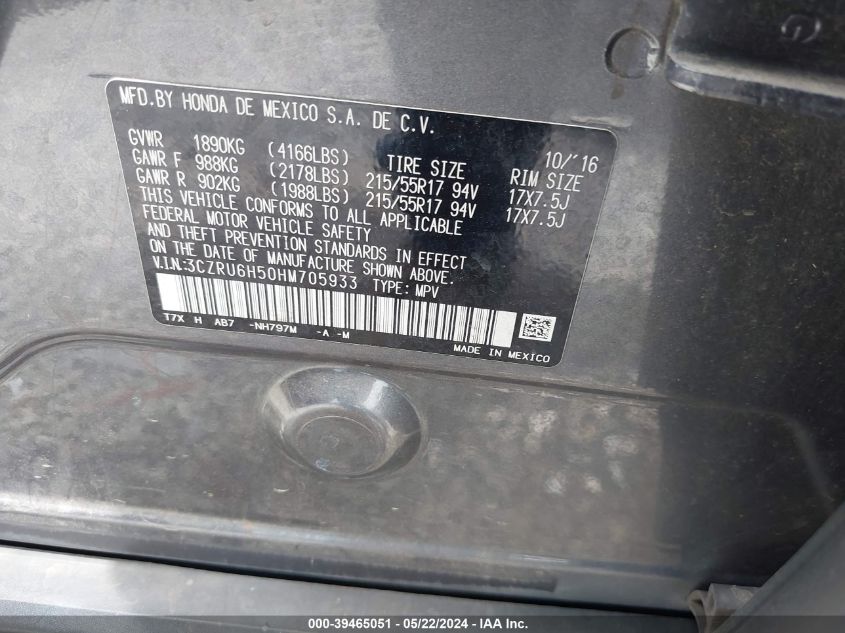 MFD.BY HONDA DE MEXICO S.A. DE C.V.
10/'16
GVWR 1890KG (4166LBS) TIRE SIZE RIM SIZE
GAWR F 988KG (2178LBS) 215/55R17 94V 17X7.5J
GAWR R 902KG (1988LBS) 215/55R17 94V 17X7.5J
THIS VEHICLE CONFORMS TO ALL APPLICABLE
FEDERAL MOTOR VEHICLE SAFETY
AND THEFT PREVENTION STANDARDS IN EFFECT
ON THE DATE OF MANUFACTURE SHOWN ABOVE.
V.I.N.:3CZRU6H50HM705933 TYPE: MPV
T7X H AB7 -NH797M -A -M
MADE IN MEXICO
000-39465051 - 05/22/2024 - IAA Inc.